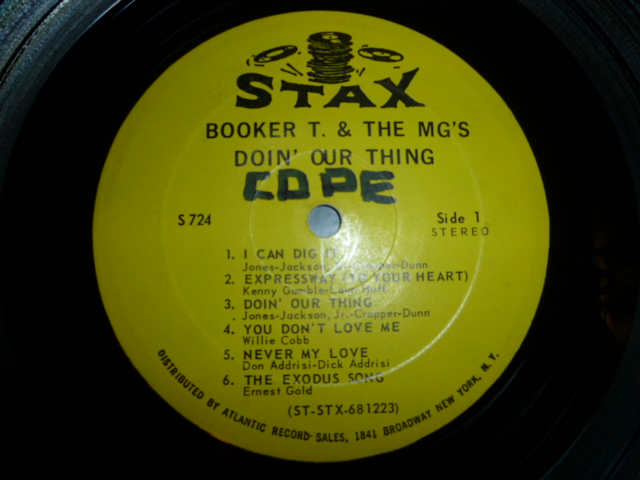 STAX
BOOKER T. & THE MG'S
DOIN' OUR THING
COPE
S 724
Side 1
STEREO
1. I CAN DIG IT
Jones-Jackson, Jr.-Cropper-Dunn
2. EXPRESSWAY (TO YOUR HEART)
Kenny Gamble-Leon Huff
3. DOIN' OUR THING
Jones-Jackson, Jr.-Cropper-Dunn
4. YOU DON'T LOVE ME
Willie Cobb
5. NEVER MY LOVE
Don Addrisi-Dick Addrisi
6. THE EXODUS SONG
Ernest Gold
(ST-STX-681223)
DISTRIBUTED BY ATLANTIC RECORD SALES, 1841 BROADWAY NEW YORK, N.Y.